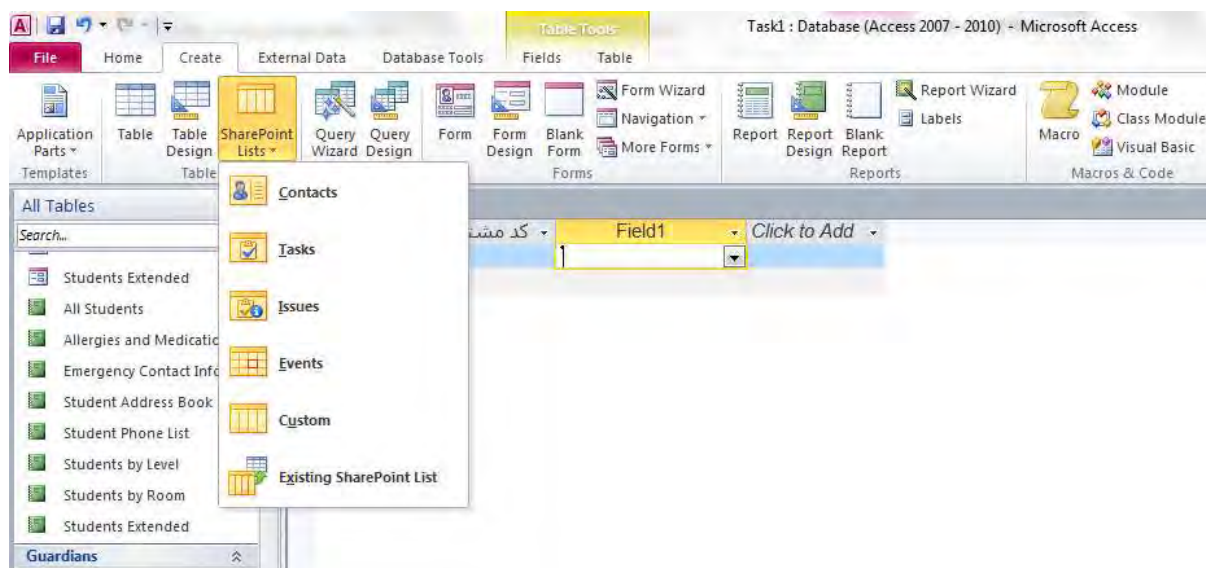 Table Tools
Task1 : Database (Access 2007 - 2010) - Microsoft Access
File Home Create External Data Database Tools Fields Table
Application Parts
Table
Table Design
SharePoint Lists
Query Wizard
Query Design
Form
Form Design
Blank Form
Form Wizard
Navigation
More Forms
Report
Report Design
Blank Report
Report Wizard
Labels
Macro
Module
Class Module
Visual Basic
Templates
Table
Forms
Reports
Macros & Code
Contacts
Tasks
Issues
Events
Custom
Existing SharePoint List
All Tables
Search...
Students Extended
All Students
Allergies and Medicatio
Emergency Contact Info
Student Address Book
Student Phone List
Students by Level
Students by Room
Students Extended
Guardians
کد Field1 Click to Add